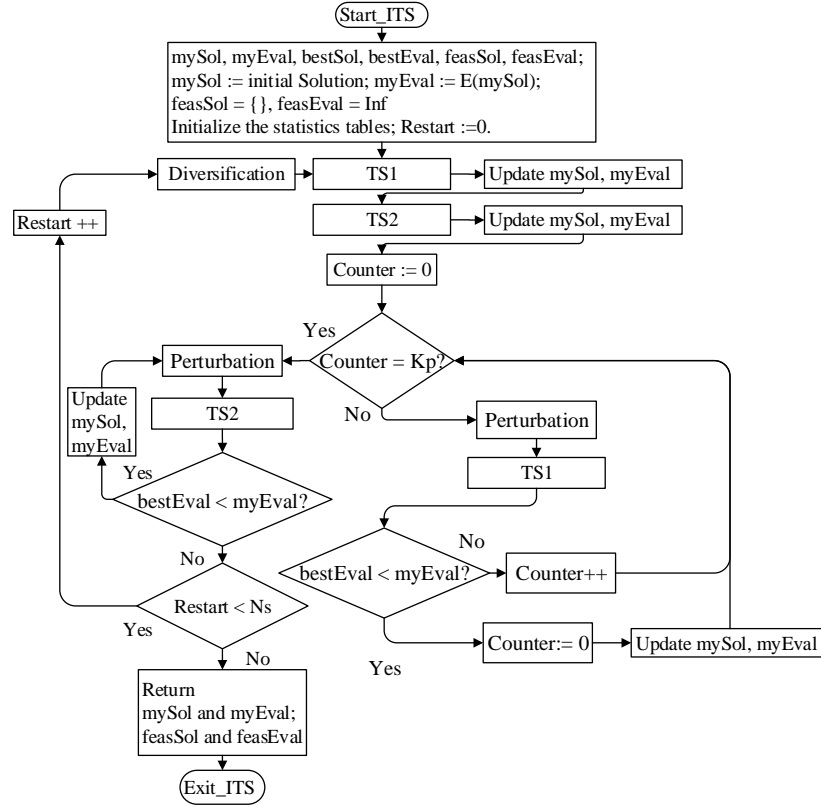 Start_ITS
mySol, myEval, bestSol, bestEval, feasSol, feasEval;
mySol := initial Solution; myEval := E(mySol);
feasSol = {}, feasEval = Inf
Initialize the statistics tables; Restart :=0.
Diversification
TS1
Update mySol, myEval
Restart ++
TS2
Update mySol, myEval
Counter := 0
Yes
Perturbation
Counter = Kp?
Update
mySol,
myEval
TS2
No
Perturbation
TS1
Yes
bestEval < myEval?
No
No
bestEval < myEval?
Counter++
Restart < Ns
Yes
Counter:= 0
Update mySol, myEval
Yes
No
Return
mySol and myEval;
feasSol and feasEval
Exit_ITS